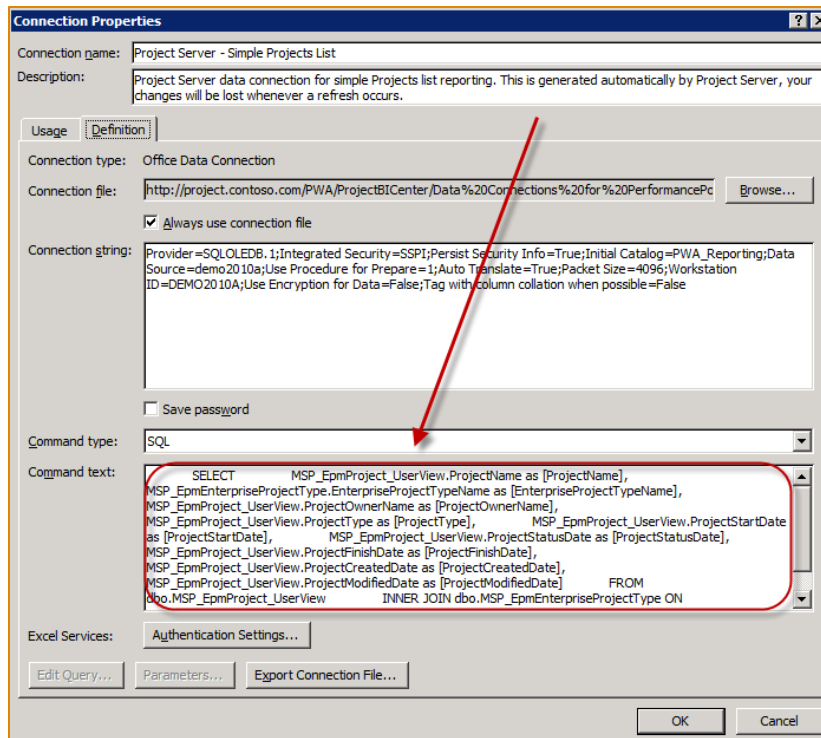 Connection Properties
Connection name: Project Server - Simple Projects List
Description: Project Server data connection for simple Projects list reporting. This is generated automatically by Project Server, your
changes will be lost whenever a refresh occurs.
Usage Definition
Connection type: Office Data Connection
Connection file: http://project.contoso.com/PWA/ProjectBICenter/Data%20Connections%20for%20PerformancePo Browse...
Always use connection file
Connection string: Provider=SQLOLEDB.1;Integrated Security=SSPI;Persist Security Info=True;Initial Catalog=PWA_Reporting;Data
Source=demo2010a;Use Procedure for Prepare=1;Auto Translate=True;Packet Size=4096;Workstation
ID=DEMO2010A;Use Encryption for Data=False;Tag with column collation when possible=False
Save password
Command type: SQL
Command text: SELECT MSP_EpmProject_UserView.ProjectName as [ProjectName],
MSP_EpmEnterpriseProjectType.EnterpriseProjectTypeName as [EnterpriseProjectTypeName],
MSP_EpmProject_UserView.ProjectOwnerName as [ProjectOwnerName],
MSP_EpmProject_UserView.ProjectType as [ProjectType], MSP_EpmProject_UserView.ProjectStartDate
as [ProjectStartDate], MSP_EpmProject_UserView.ProjectStatusDate as [ProjectStatusDate],
MSP_EpmProject_UserView.ProjectFinishDate as [ProjectFinishDate],
MSP_EpmProject_UserView.ProjectCreatedDate as [ProjectCreatedDate],
MSP_EpmProject_UserView.ProjectModifiedDate as [ProjectModifiedDate] FROM
dbo.MSP_EpmProject_UserView INNER JOIN dbo.MSP_EpmEnterpriseProjectType ON
Excel Services: Authentication Settings...
Edit Query... Parameters... Export Connection File...
OK Cancel